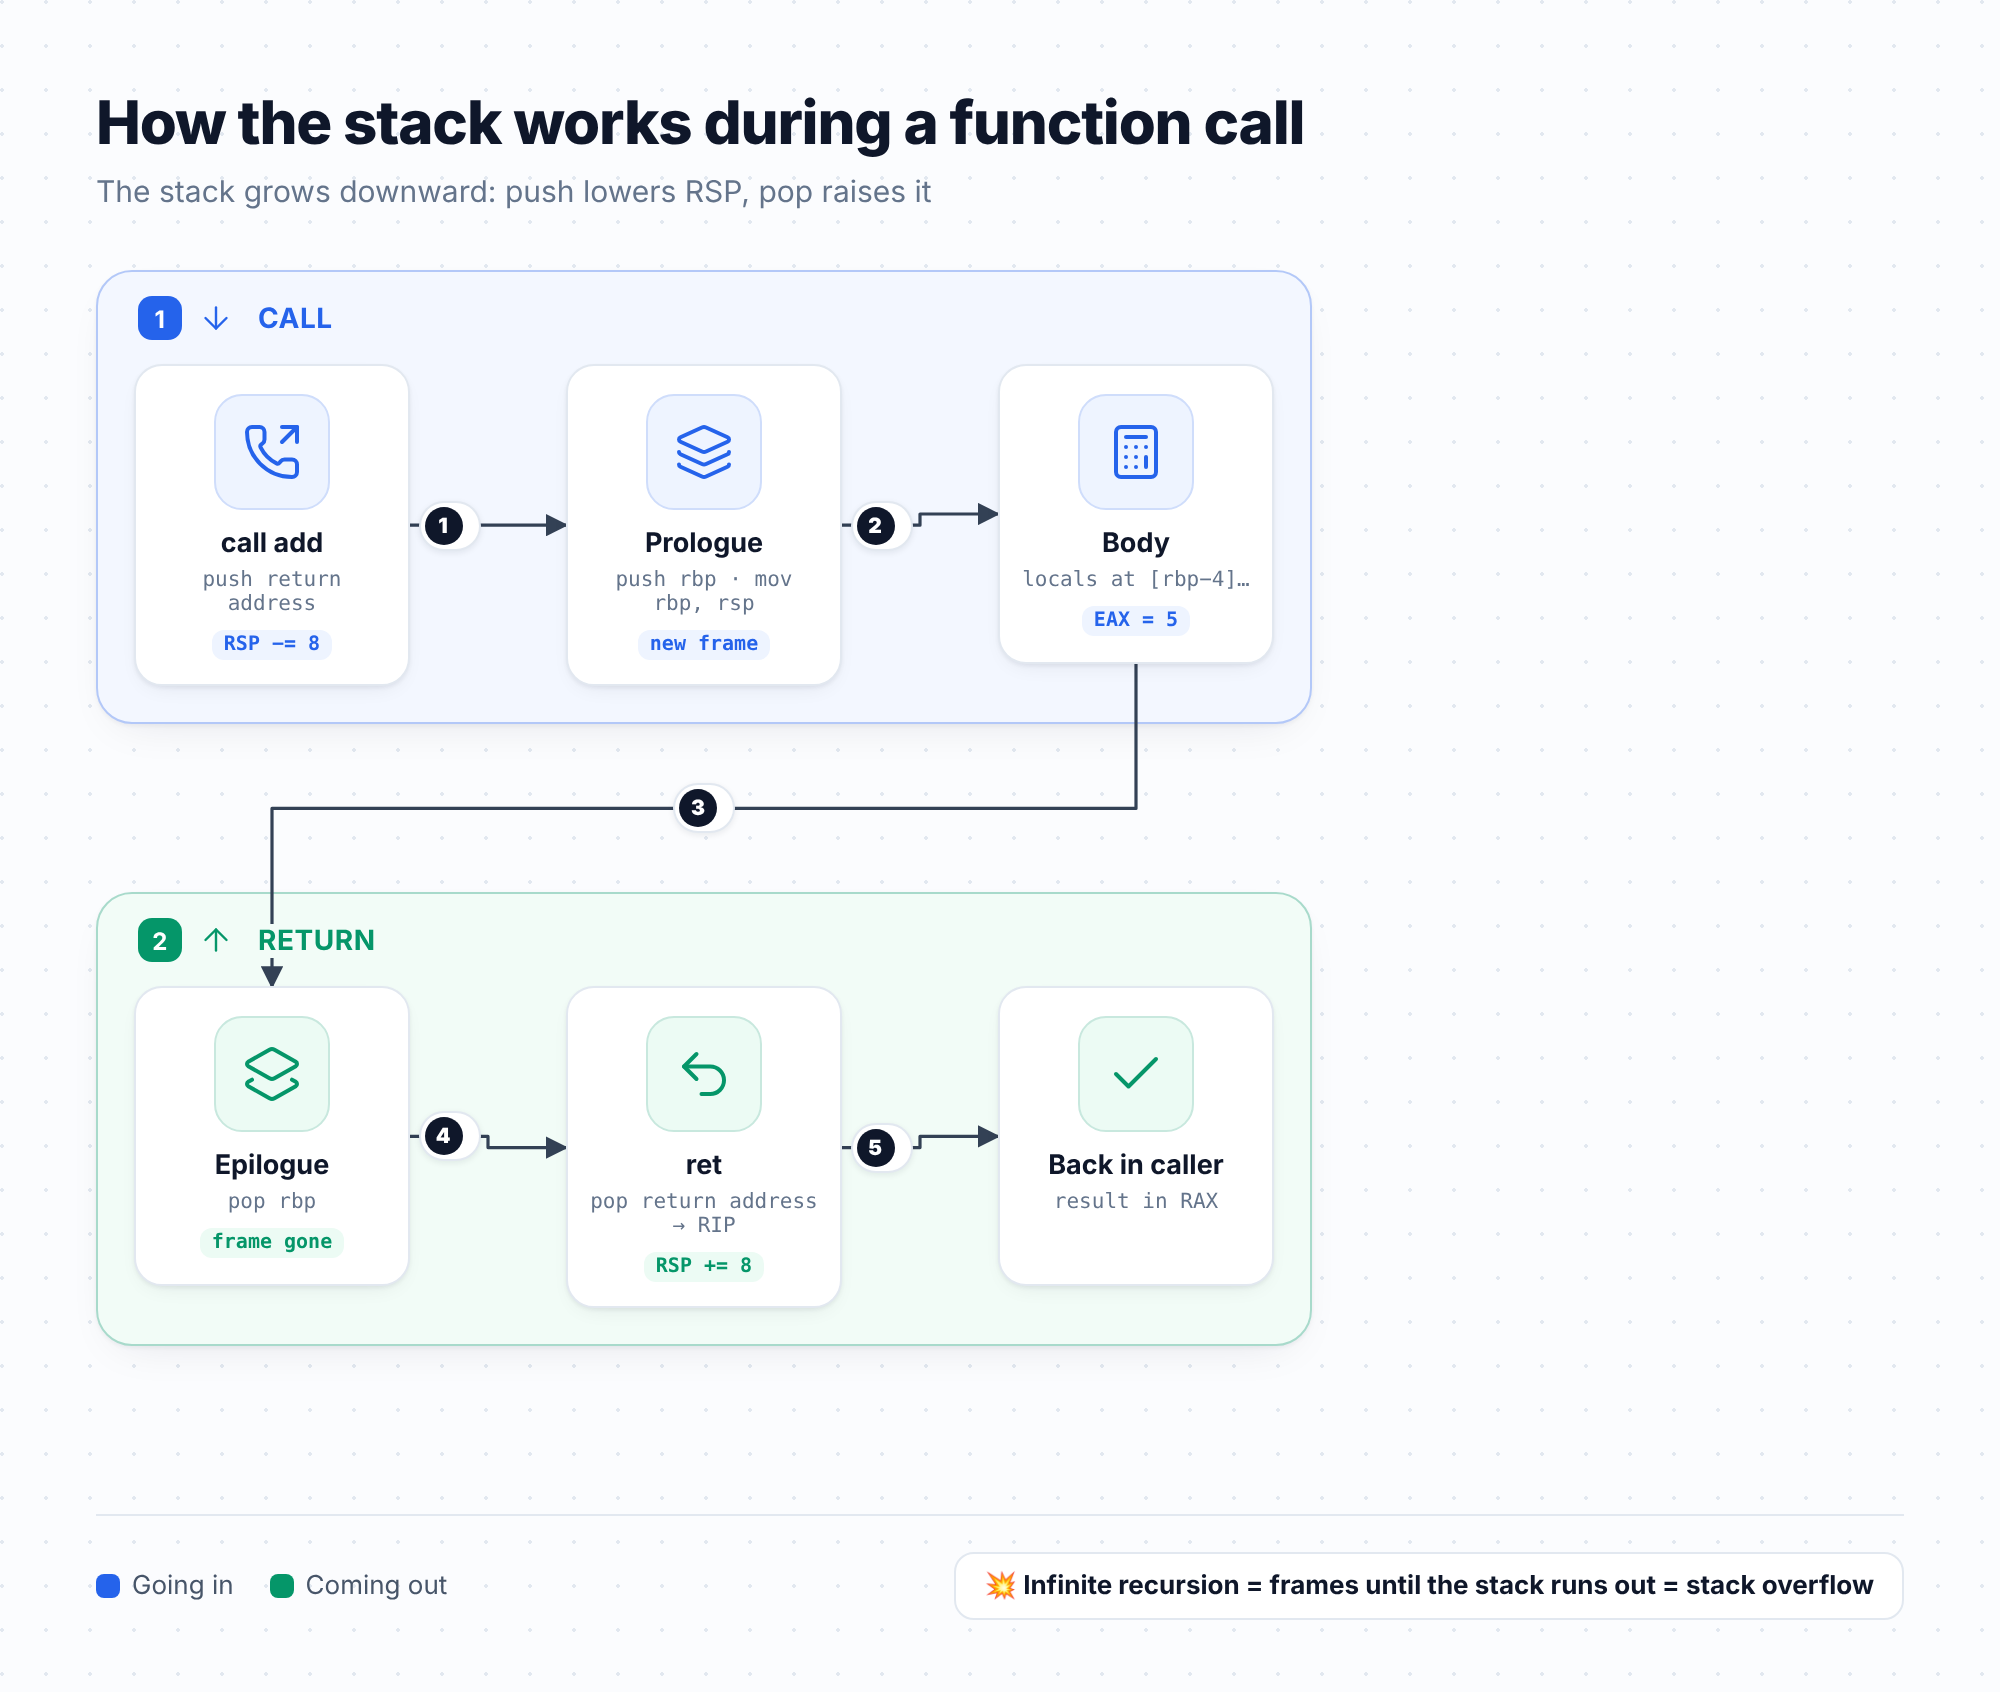 How the stack works during a function call
The stack grows downward: push lowers RSP, pop raises it
1 ↓ CALL
call add
push return
address
RSP −= 8
1
Prologue
push rbp · mov
rbp, rsp
new frame
2
Body
locals at [rbp−4]…
EAX = 5
3
2 ↑ RETURN
Epilogue
pop rbp
frame gone
4
ret
pop return address
→ RIP
RSP += 8
5
Back in caller
result in RAX
Going in
Coming out
💥 Infinite recursion = frames until the stack runs out = stack overflow